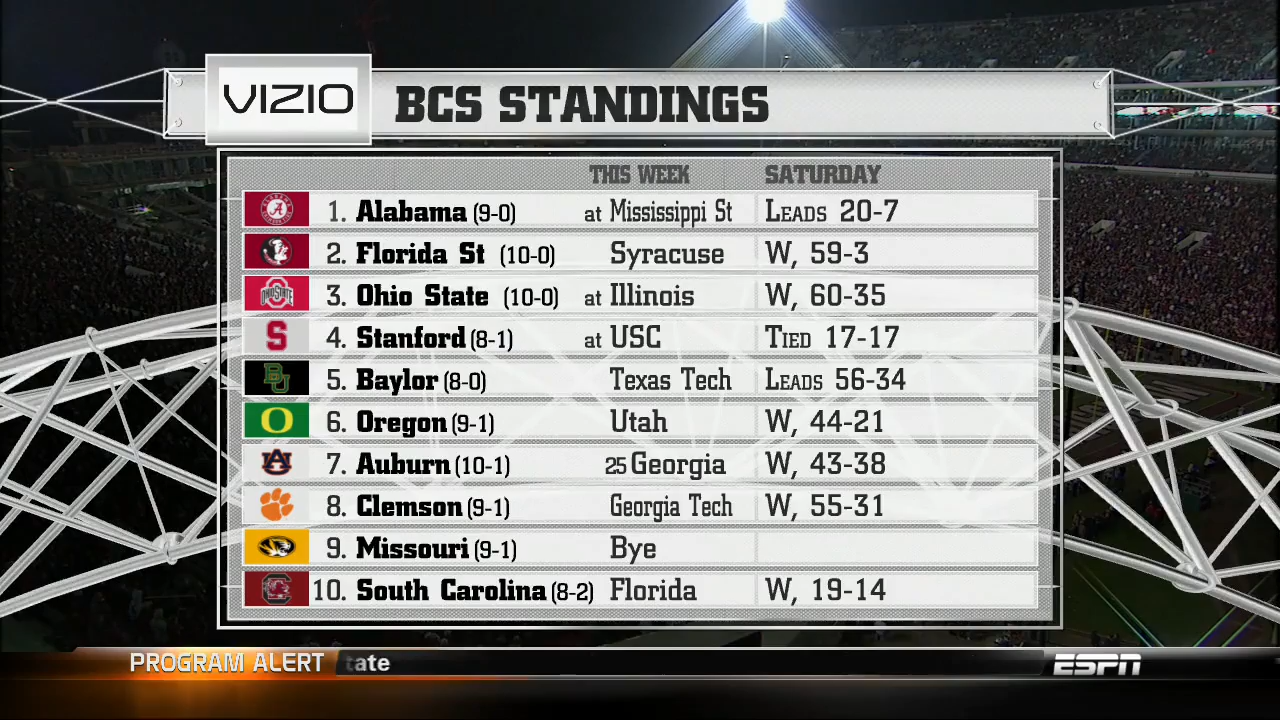 VIZIO BCS STANDINGS
THIS WEEK SATURDAY
1. Alabama (9-0) at Mississippi St LEADS 20-7
2. Florida St (10-0) Syracuse W, 59-3
OHIO STATE 3. Ohio State (10-0) at Illinois W, 60-35
S 4. Stanford (8-1) at USC TIED 17-17
BU 5. Baylor (8-0) Texas Tech LEADS 56-34
O 6. Oregon (9-1) Utah W, 44-21
AU 7. Auburn (10-1) 25 Georgia W, 43-38
8. Clemson (9-1) Georgia Tech W, 55-31
9. Missouri (9-1) Bye
C 10. South Carolina (8-2) Florida W, 19-14
PROGRAM ALERT tate ESPN